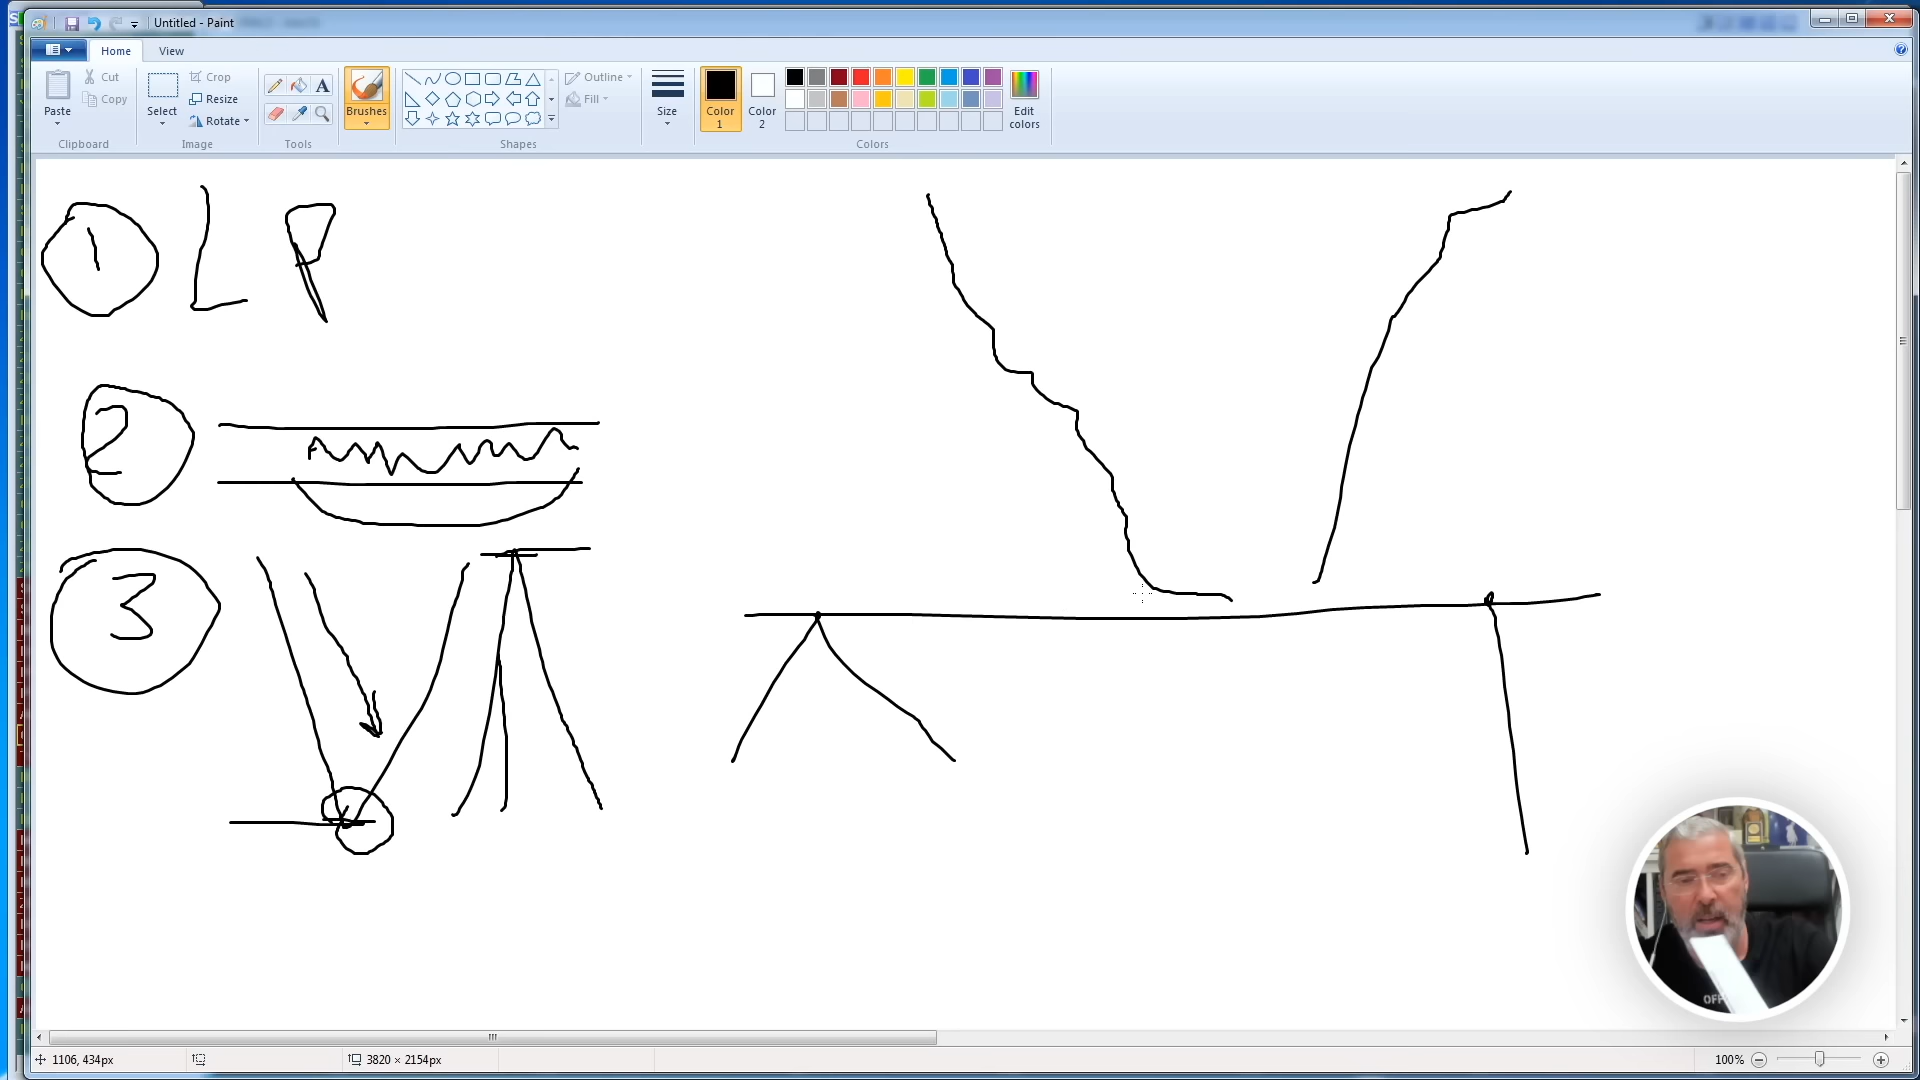 Untitled - Paint
Home View
Paste
Cut
Copy
Clipboard
Select
Crop
Resize
Rotate
Image
A
Tools
Brushes
Outline
Fill
Shapes
Size
Color 1
Color 2
Edit colors
Colors
1 L P
2
3
OFF
1106, 434px
3820 × 2154px
100%